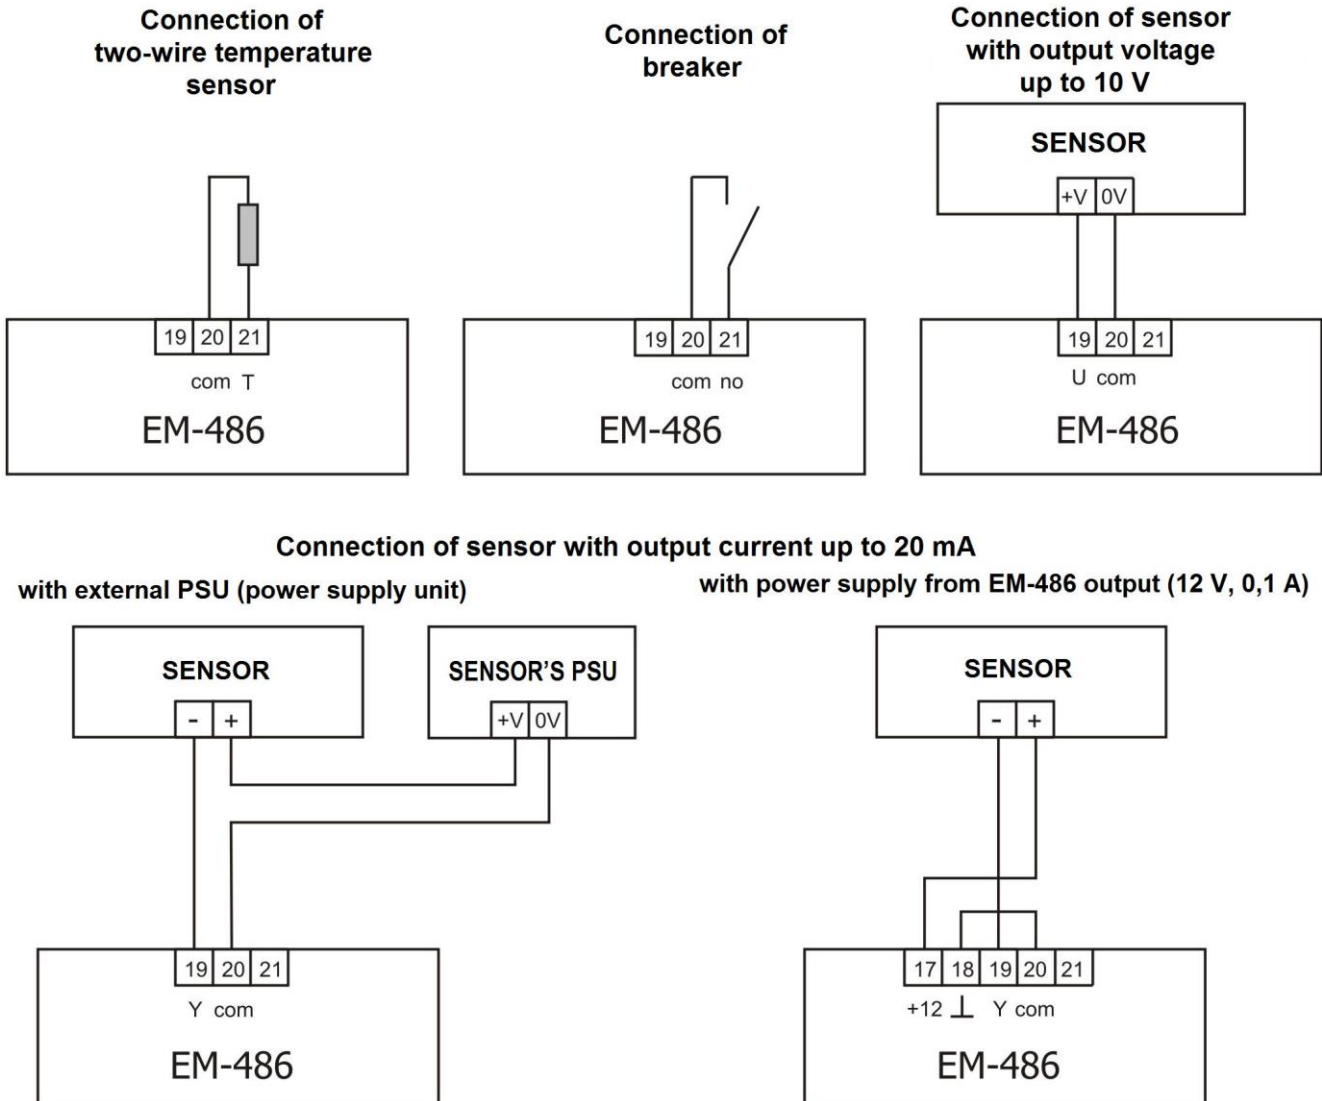 Connection of
two-wire temperature
sensor
19 20 21
com T
EM-486
Connection of
breaker
19 20 21
com no
EM-486
Connection of sensor
with output voltage
up to 10 V
SENSOR
+V 0V
19 20 21
U com
EM-486
Connection of sensor with output current up to 20 mA
with external PSU (power supply unit)
SENSOR
- +
SENSOR'S PSU
+V 0V
19 20 21
Y com
EM-486
with power supply from EM-486 output (12 V, 0,1 A)
SENSOR
- +
17 18 19 20 21
+12 ⊥ Y com
EM-486